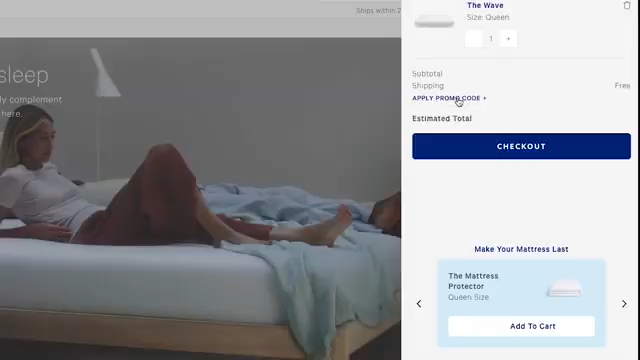 Ships within 2
sleep
ly complement
here.
The Wave
Size: Queen
1 +
Subtotal
Shipping Free
APPLY PROMO CODE +
Estimated Total
CHECKOUT
Make Your Mattress Last
The Mattress
Protector
Queen Size
Add To Cart